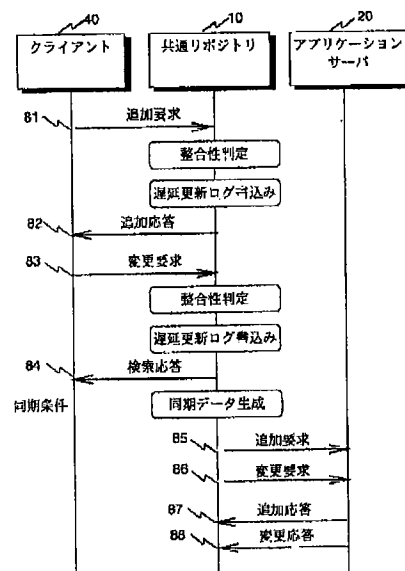 40
10
20
クライアント
共通リポジトリ
アプリケーション
サーバ
81
追加要求
整合性判定
遅延更新ログ書込み
82
追加応答
83
変更要求
整合性判定
遅延更新ログ書込み
84
検索応答
同期条件
同期データ生成
85
追加要求
86
変更要求
87
追加応答
88
変更応答